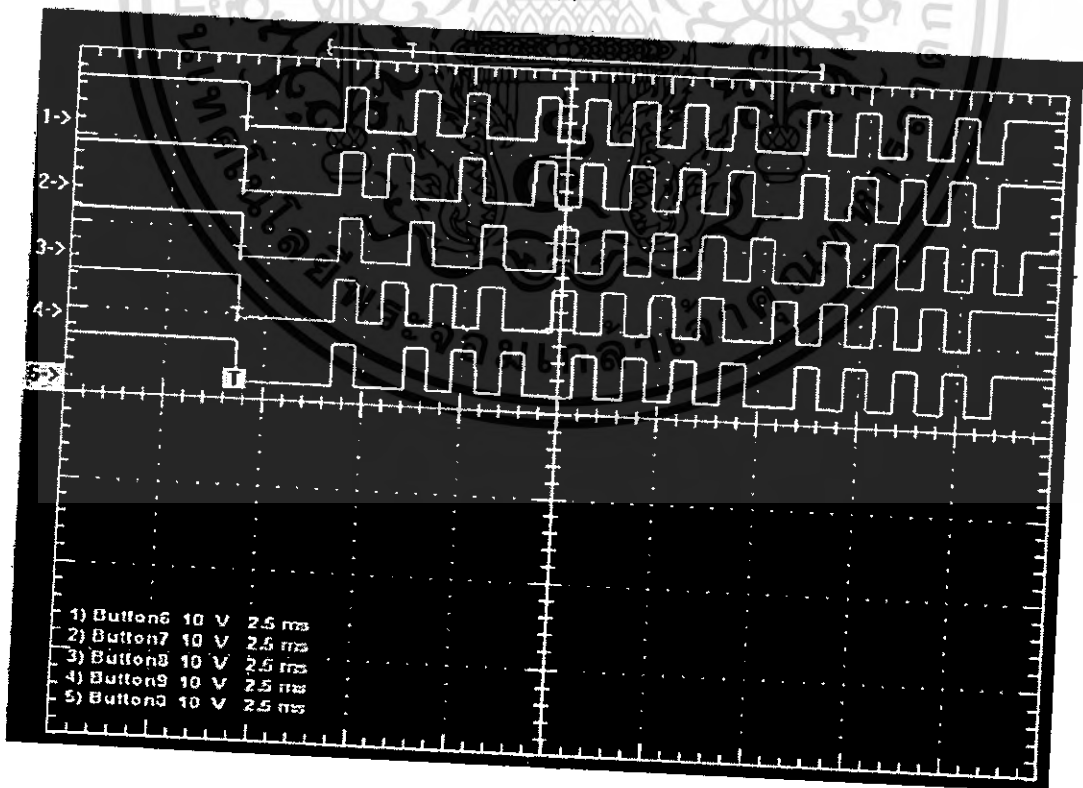 1->
2->
3->
4->
5->
T
1) Button6 10 V 2.5 ms
2) Button7 10 V 2.5 ms
3) Button8 10 V 2.5 ms
4) Button9 10 V 2.5 ms
5) Button0 10 V 2.5 ms